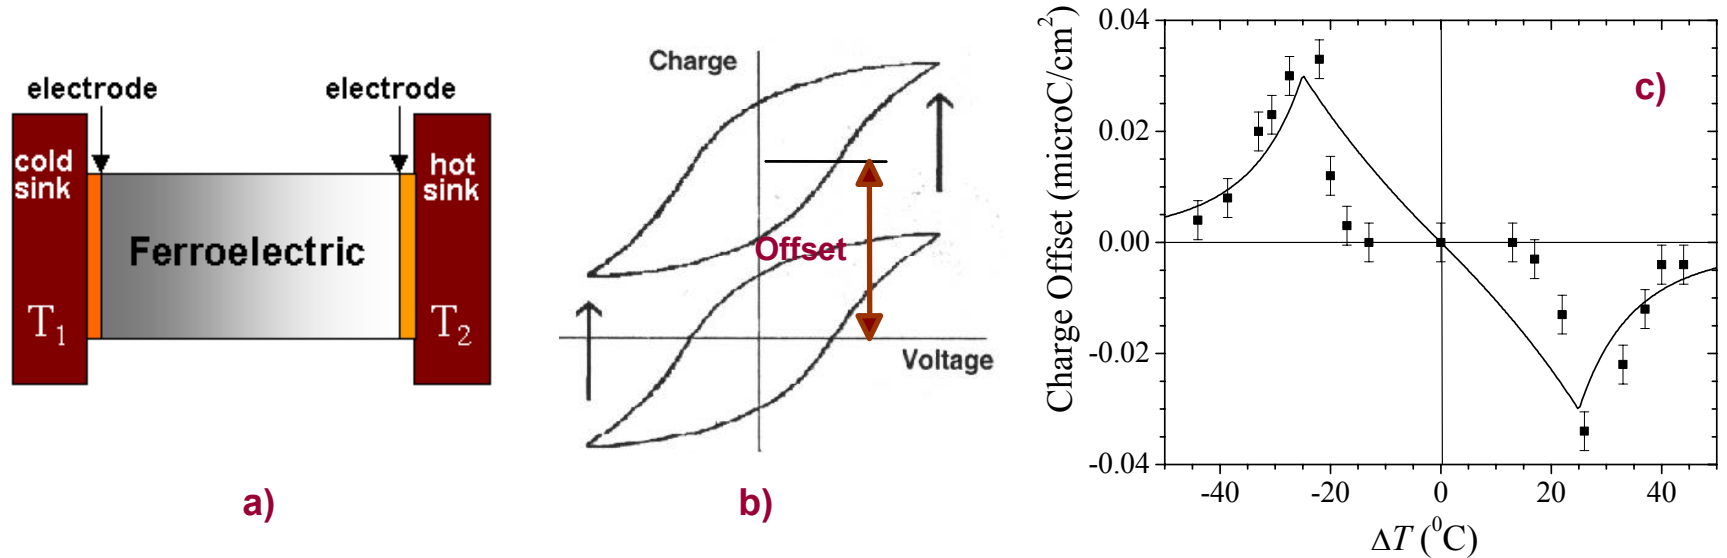 electrode
electrode
cold
sink
hot
sink
Ferroelectric
T1
T2
a)
Charge
Offset
Voltage
b)
Charge Offset (microC/cm2)
0.04
0.02
0.00
-0.02
-0.04
c)
-40
-20
0
20
40
ΔT (0C)